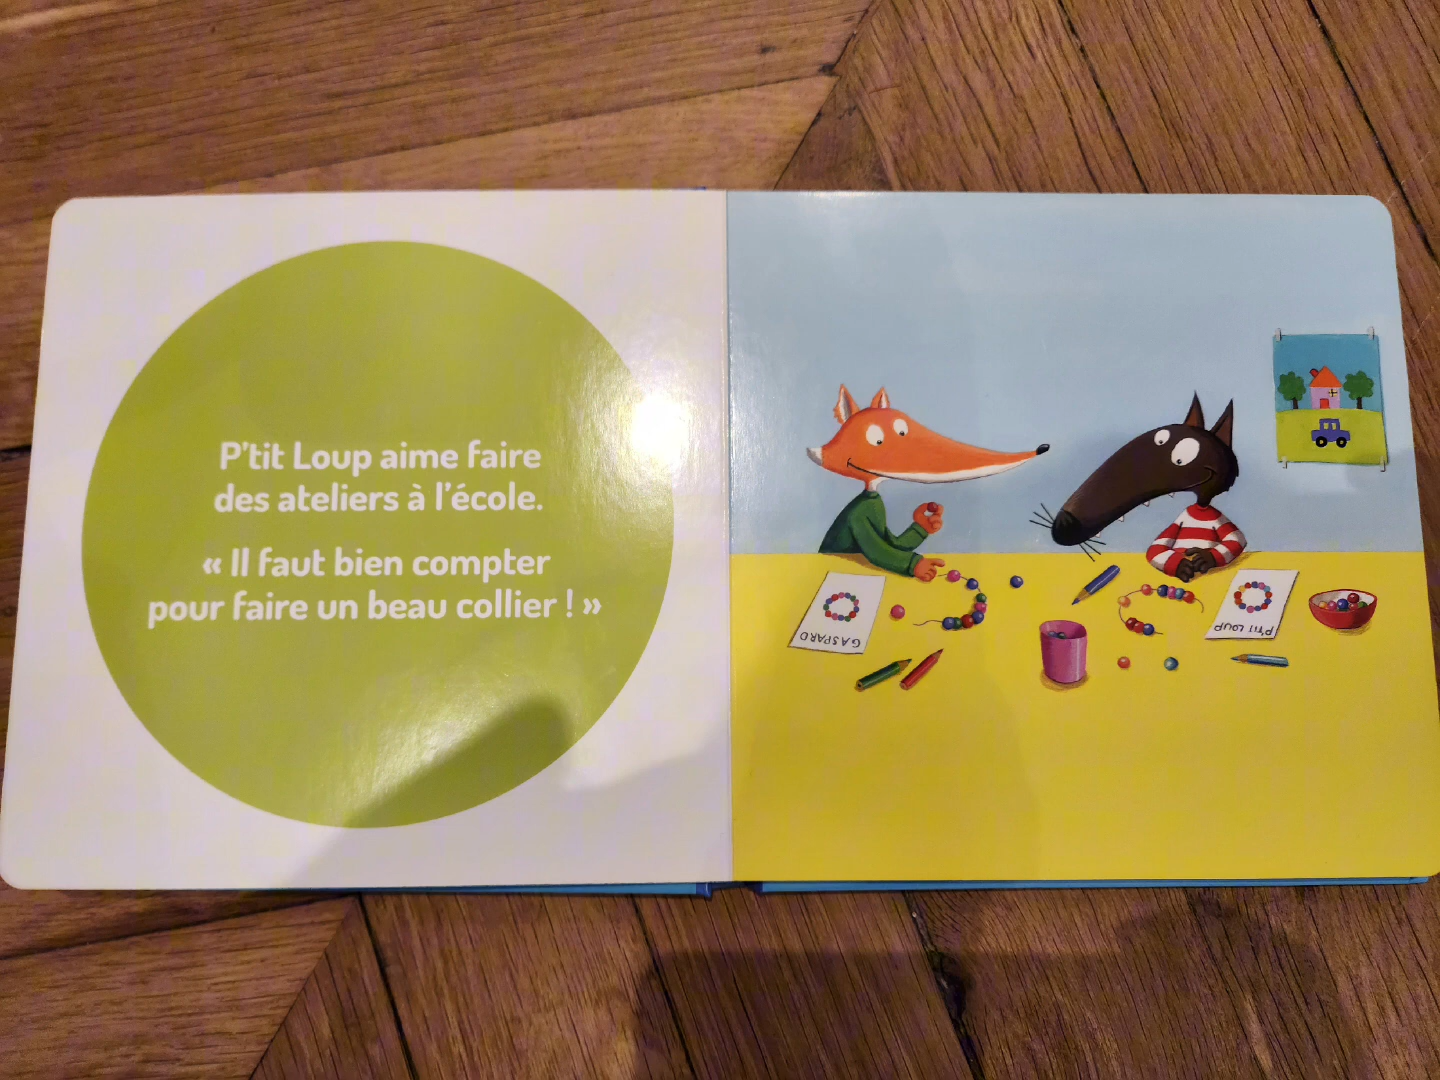 P'tit Loup aime faire
des ateliers à l'école.
« Il faut bien compter
pour faire un beau collier ! »
GASPARD
P'TIT LOUP